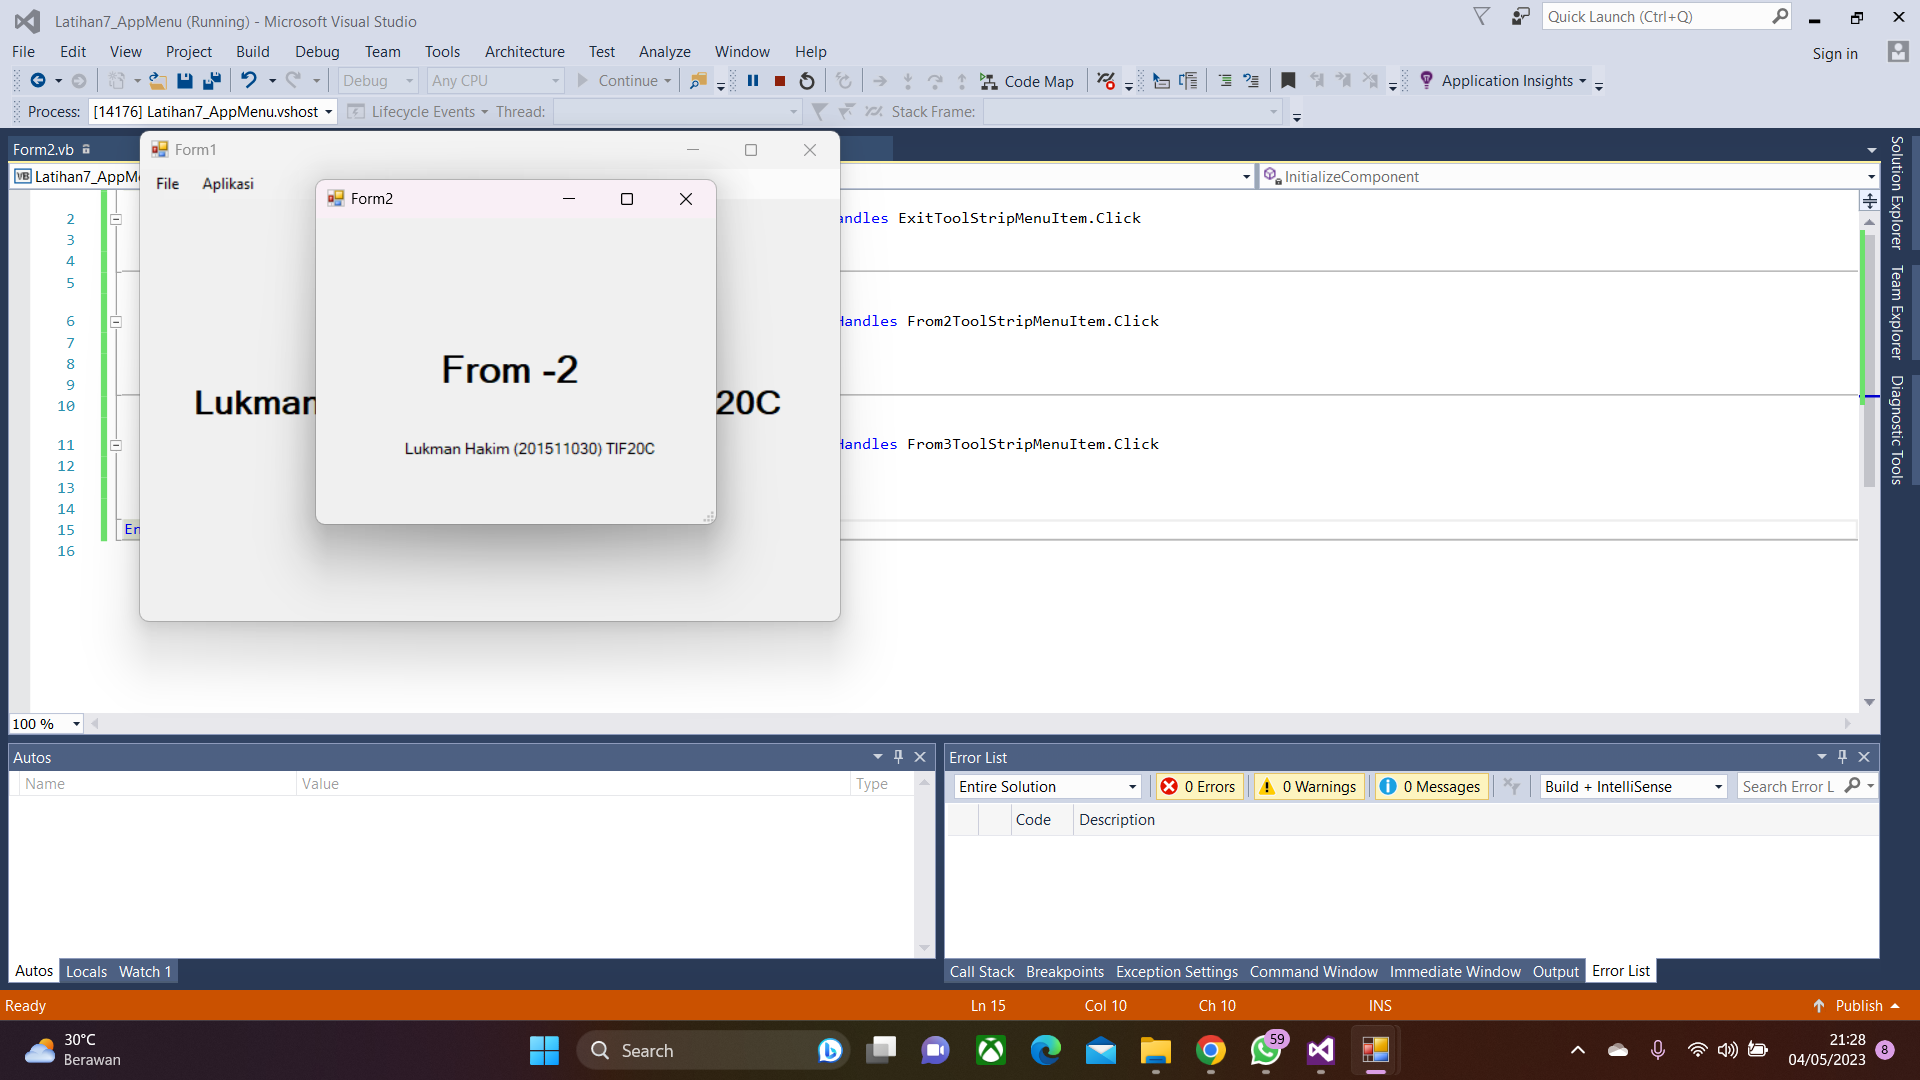 Latihan7_AppMenu (Running) - Microsoft Visual Studio
Quick Launch (Ctrl+Q)
File Edit View Project Build Debug Team Tools Architecture Test Analyze Window Help
Sign in
Debug Any CPU Continue Code Map Application Insights
Process: [14176] Latihan7_AppMenu.vshost Lifecycle Events Thread: Stack Frame:
Form2.vb
Form1
VB Latihan7_AppM
InitializeComponent
File Aplikasi
Form2
From -2
Lukman
20C
Lukman Hakim (201511030) TIF20C
2 andles ExitToolStripMenuItem.Click
3
4
5
6 Handles From2ToolStripMenuItem.Click
7
8
9
10
11 Handles From3ToolStripMenuItem.Click
12
13
14
15 En
16
Solution Explorer
Team Explorer
Diagnostic Tools
100 %
Autos
Name Value Type
Autos Locals Watch 1
Error List
Entire Solution 0 Errors 0 Warnings 0 Messages Build + IntelliSense Search Error L
Code Description
Call Stack Breakpoints Exception Settings Command Window Immediate Window Output Error List
Ready Ln 15 Col 10 Ch 10 INS Publish
30°C
Berawan
Search
59
21:28
04/05/2023
8